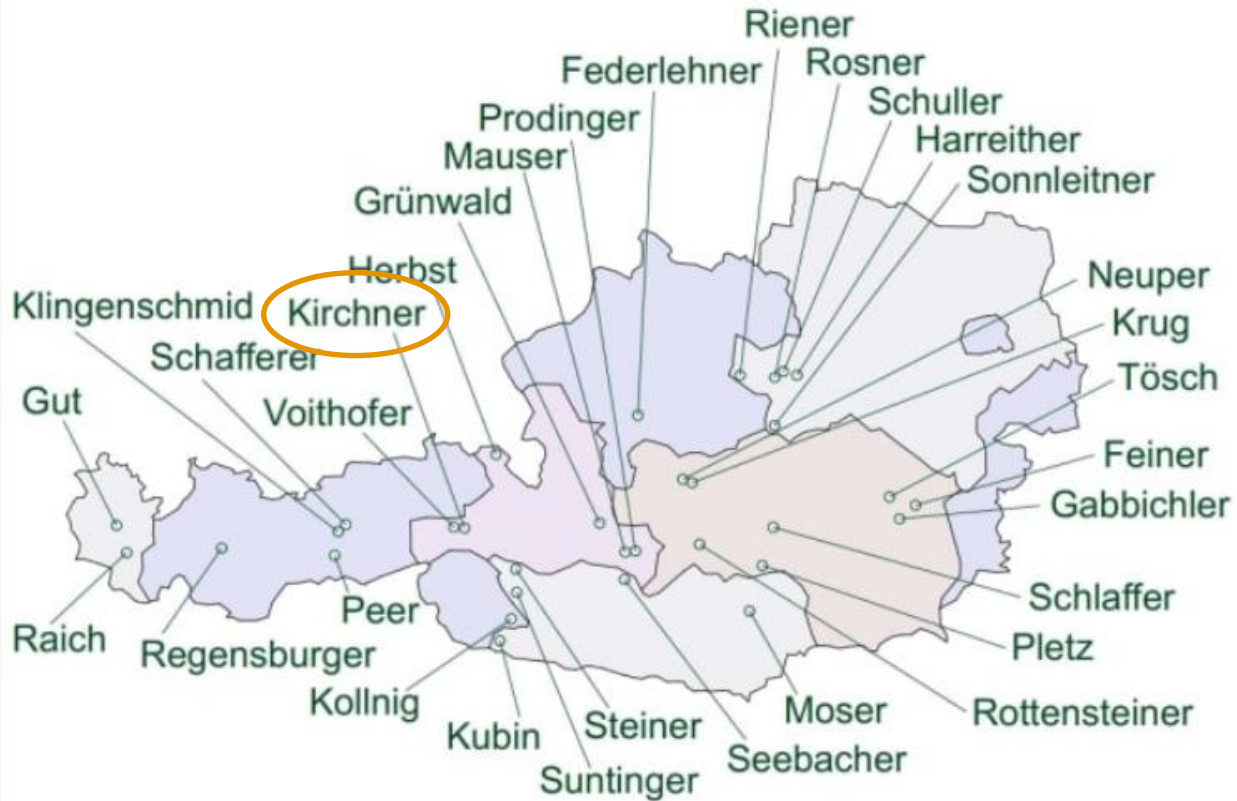 Riener
Federlehner
Rosner
Schuller
Prodinger
Harreither
Mauser
Sonnleitner
Grünwald
Herbst
Neuper
Klingenschmid
Kirchner
Krug
Schafferer
Tösch
Gut
Voithofer
Feiner
Gabbichler
Schlaffer
Peer
Raich
Pletz
Regensburger
Kollnig
Moser
Rottensteiner
Steiner
Kubin
Seebacher
Suntinger